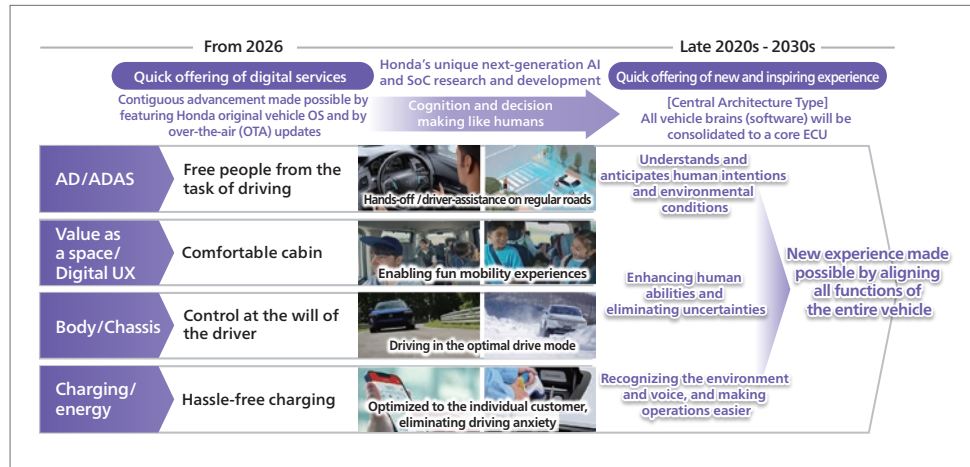 From 2026
Quick offering of digital services
Contiguous advancement made possible by
featuring Honda original vehicle OS and by
over-the-air (OTA) updates
Honda's unique next-generation AI
and SoC research and development
Cognition and decision
making like humans
Late 2020s - 2030s
Quick offering of new and inspiring experience
[Central Architecture Type]
All vehicle brains (software) will be
consolidated to a core ECU
AD/ADAS
Free people from the
task of driving
Hands-off / driver-assistance on regular roads
Value as
a space/
Digital UX
Comfortable cabin
Enabling fun mobility experiences
Body/Chassis
Control at the will of
the driver
Driving in the optimal drive mode
Charging/
energy
Hassle-free charging
Optimized to the individual customer,
eliminating driving anxiety
Understands and
anticipates human intentions
and environmental
conditions
Enhancing human
abilities and
eliminating uncertainties
Recognizing the environment
and voice, and making
operations easier
New experience made
possible by aligning
all functions of
the entire vehicle